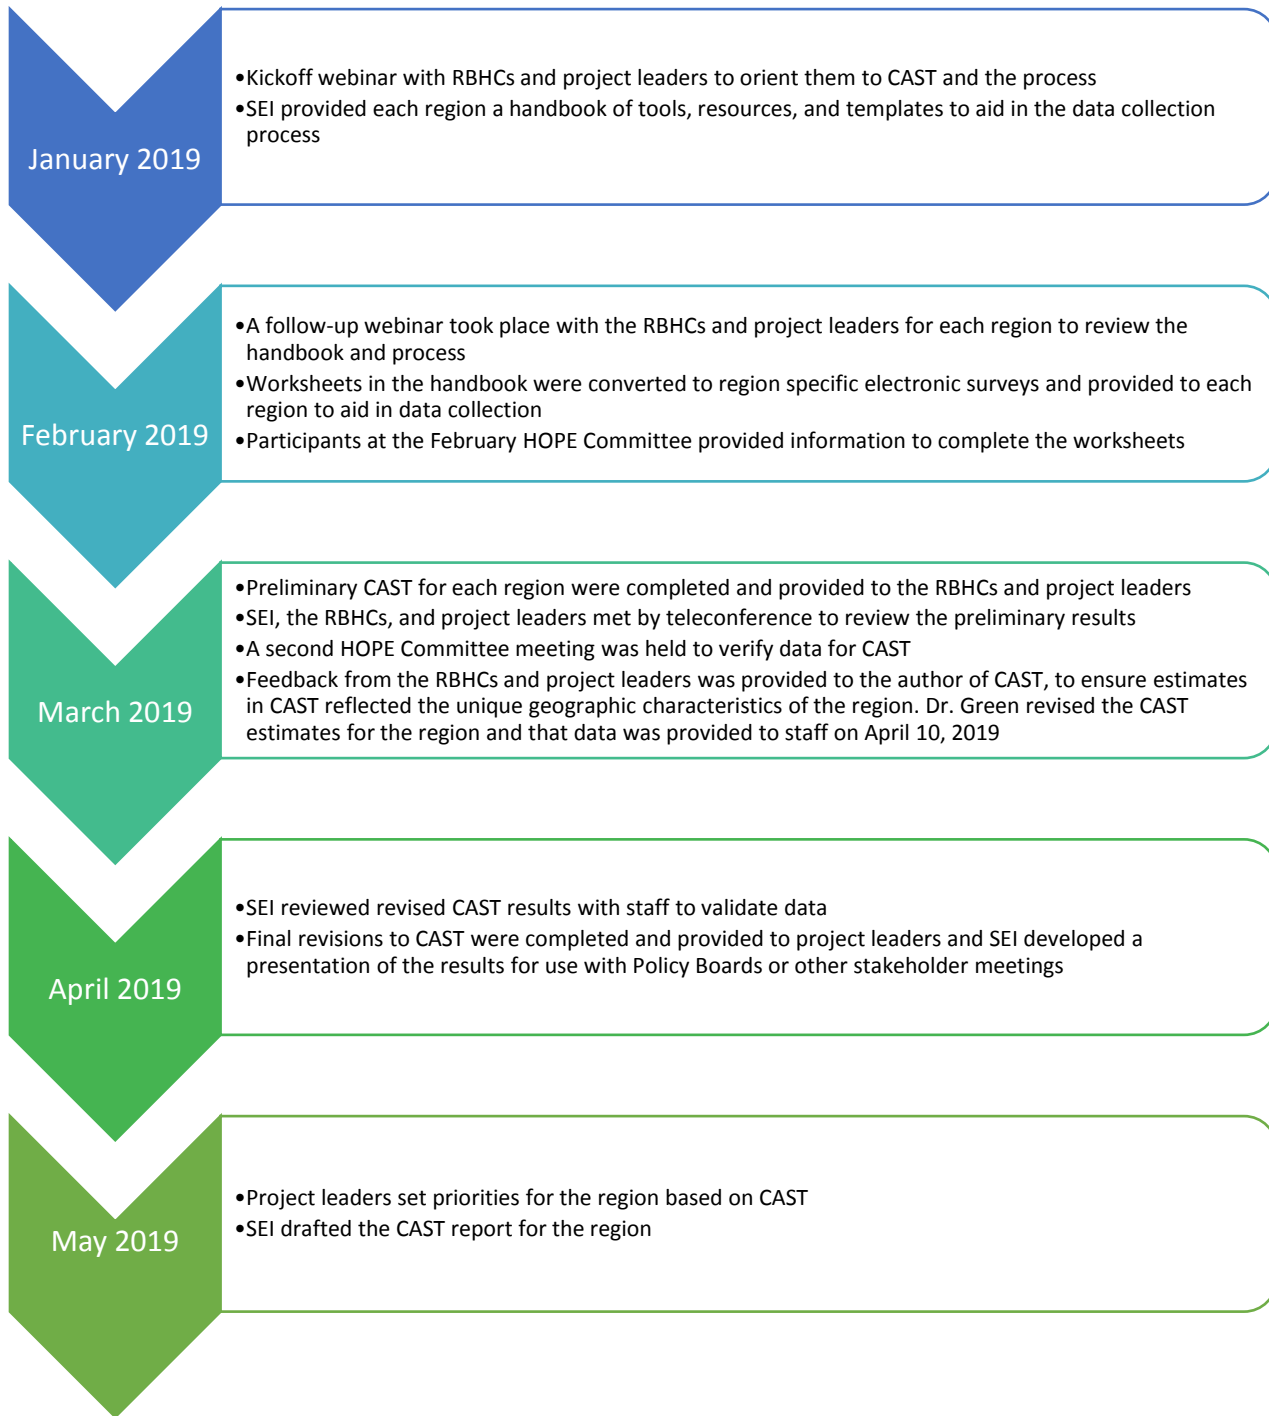 January 2019
•Kickoff webinar with RBHCs and project leaders to orient them to CAST and the process
•SEI provided each region a handbook of tools, resources, and templates to aid in the data collection
process
February 2019
•A follow-up webinar took place with the RBHCs and project leaders for each region to review the
handbook and process
•Worksheets in the handbook were converted to region specific electronic surveys and provided to each
region to aid in data collection
•Participants at the February HOPE Committee provided information to complete the worksheets
March 2019
•Preliminary CAST for each region were completed and provided to the RBHCs and project leaders
•SEI, the RBHCs, and project leaders met by teleconference to review the preliminary results
•A second HOPE Committee meeting was held to verify data for CAST
•Feedback from the RBHCs and project leaders was provided to the author of CAST, to ensure estimates
in CAST reflected the unique geographic characteristics of the region. Dr. Green revised the CAST
estimates for the region and that data was provided to staff on April 10, 2019
April 2019
•SEI reviewed revised CAST results with staff to validate data
•Final revisions to CAST were completed and provided to project leaders and SEI developed a
presentation of the results for use with Policy Boards or other stakeholder meetings
May 2019
•Project leaders set priorities for the region based on CAST
•SEI drafted the CAST report for the region